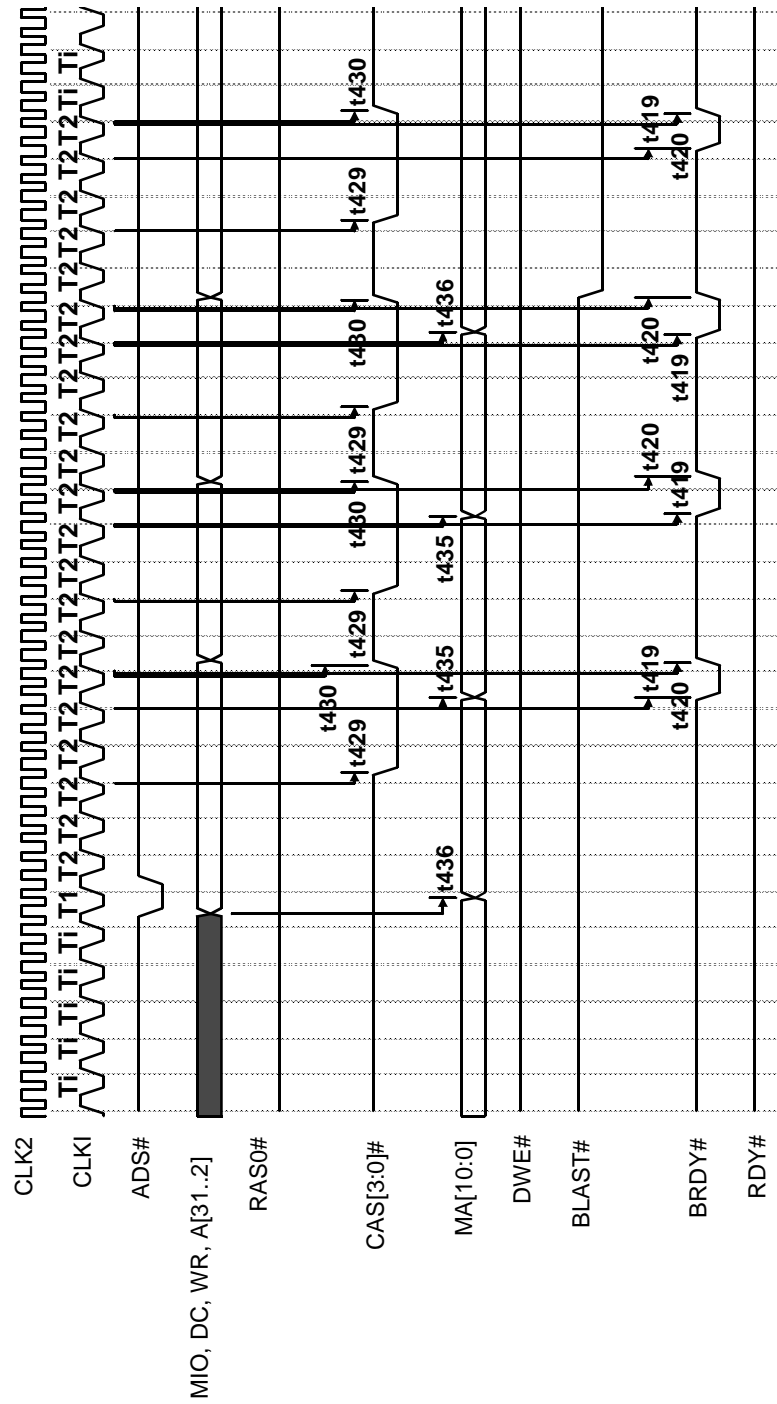 CLK2
CLKI Ti Ti Ti Ti Ti T1 T2 T2 T2 T2 T2 T2 T2 T2 T2 T2 T2 T2 T2 T2 T2 T2 T2 T2 T2 T2 T2 Ti Ti
ADS#
MIO, DC, WR, A[31..2]
RAS0#
t430
t429 t429 t430 t429 t430 t429 t430
CAS[3:0]#
t436 t435 t435 t436
MA[10:0]
DWE#
BLAST#
t419 t420 t420 t419
t420 t419 t419 t420
BRDY#
RDY#